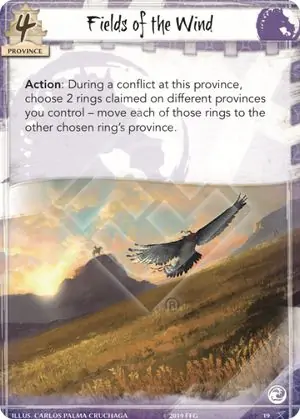 4
PROVINCE
Fields of the Wind
Action: During a conflict at this province,
choose 2 rings claimed on different provinces
you control – move each of those rings to the
other chosen ring's province.
®
ILLUS. CARLOS PALMA CRUCHAGA
© 2019 FFG
19